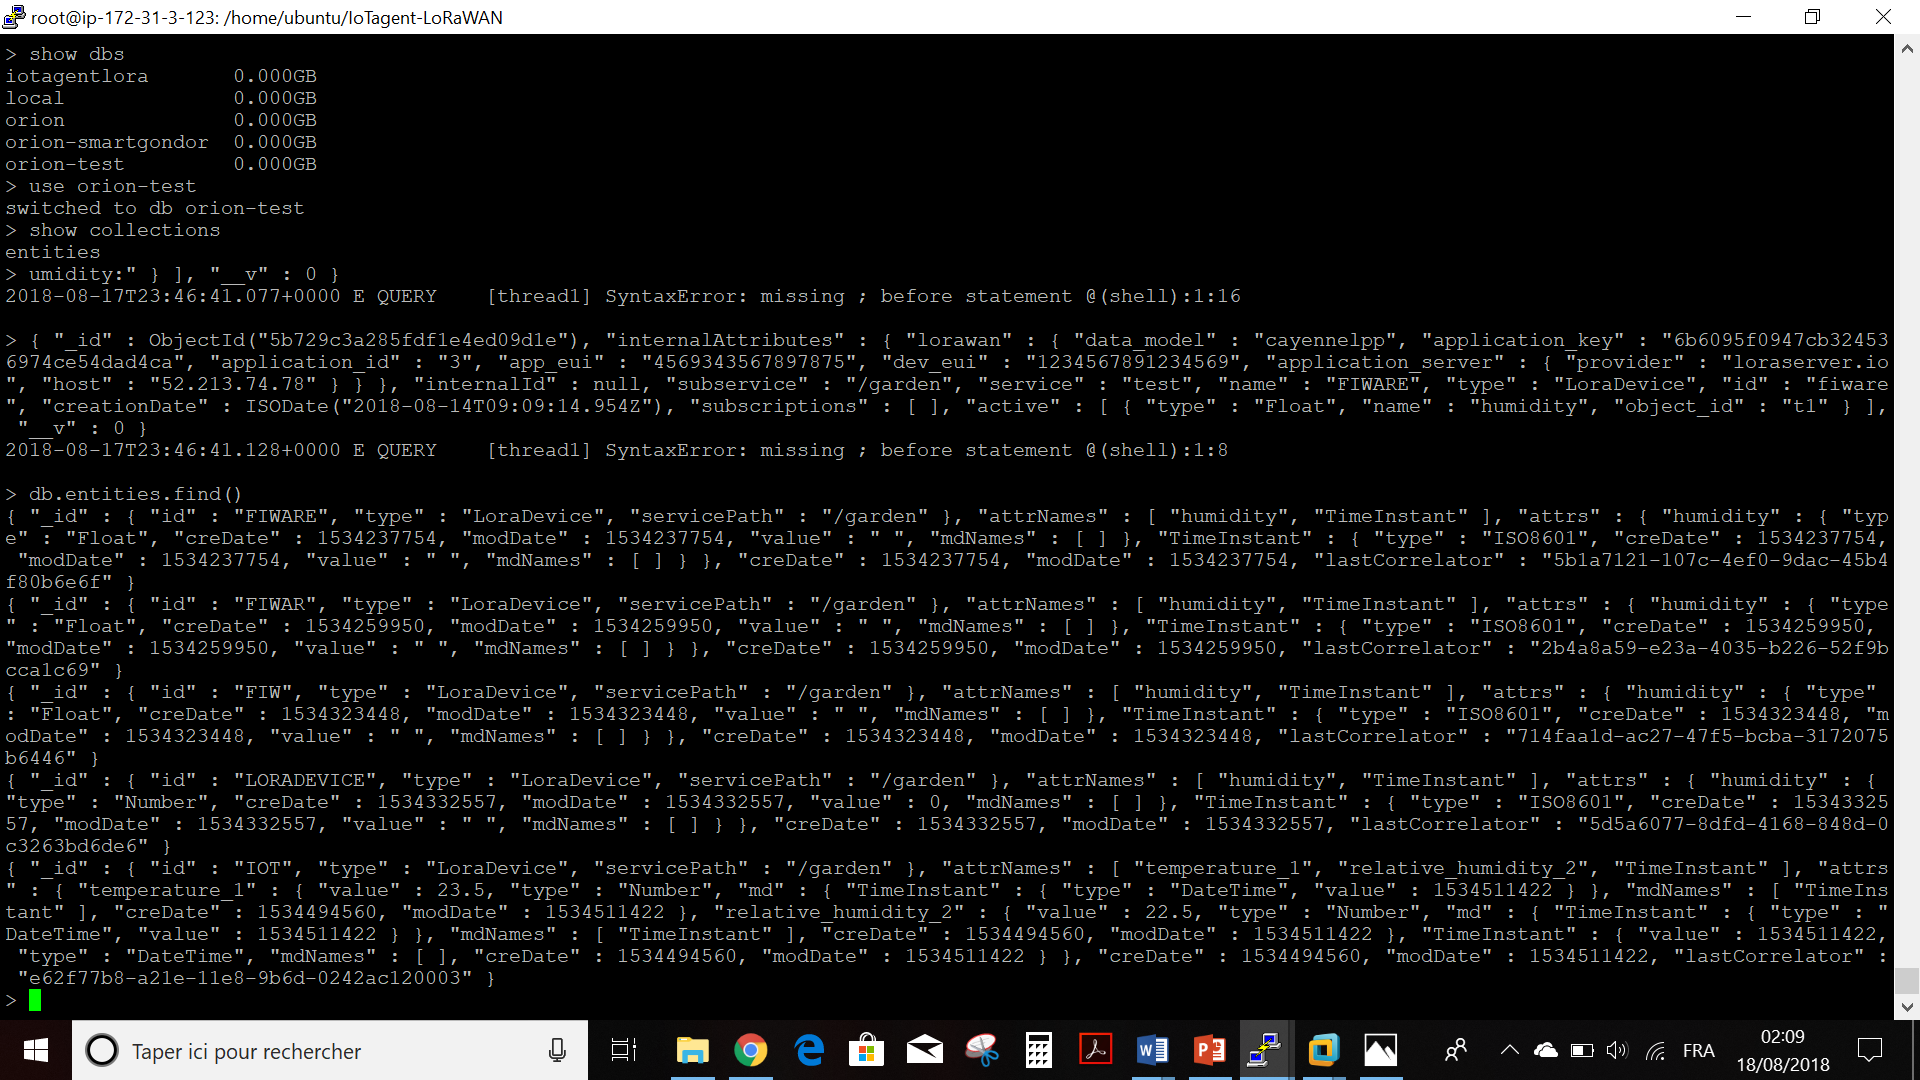 root@ip-172-31-3-123: /home/ubuntu/IoTagent-LoRaWAN
> show dbs
iotagentlora       0.000GB
local              0.000GB
orion              0.000GB
orion-smartgondor  0.000GB
orion-test         0.000GB
> use orion-test
switched to db orion-test
> show collections
entities
> umidity:" } ], "__v" : 0 }
2018-08-17T23:46:41.077+0000 E QUERY    [thread1] SyntaxError: missing ; before statement @(shell):1:16
> { "_id" : ObjectId("5b729c3a285fdf1e4ed09d1e"), "internalAttributes" : { "lorawan" : { "data_model" : "cayennelpp", "application_key" : "6b6095f0947cb32453
6974ce54dad4ca", "application_id" : "3", "app_eui" : "4569343567897875", "dev_eui" : "1234567891234569", "application_server" : { "provider" : "loraserver.io
", "host" : "52.213.74.78" } } }, "internalId" : null, "subservice" : "/garden", "service" : "test", "name" : "FIWARE", "type" : "LoraDevice", "id" : "fiware
", "creationDate" : ISODate("2018-08-14T09:09:14.954Z"), "subscriptions" : [ ], "active" : [ { "type" : "Float", "name" : "humidity", "object_id" : "t1" } ],
 "__v" : 0 }
2018-08-17T23:46:41.128+0000 E QUERY    [thread1] SyntaxError: missing ; before statement @(shell):1:8
> db.entities.find()
{ "_id" : { "id" : "FIWARE", "type" : "LoraDevice", "servicePath" : "/garden" }, "attrNames" : [ "humidity", "TimeInstant" ], "attrs" : { "humidity" : { "typ
e" : "Float", "creDate" : 1534237754, "modDate" : 1534237754, "value" : " ", "mdNames" : [ ] }, "TimeInstant" : { "type" : "ISO8601", "creDate" : 1534237754,
 "modDate" : 1534237754, "value" : " ", "mdNames" : [ ] } }, "creDate" : 1534237754, "modDate" : 1534237754, "lastCorrelator" : "5b1a7121-107c-4ef0-9dac-45b4
f80b6e6f" }
{ "_id" : { "id" : "FIWAR", "type" : "LoraDevice", "servicePath" : "/garden" }, "attrNames" : [ "humidity", "TimeInstant" ], "attrs" : { "humidity" : { "type
" : "Float", "creDate" : 1534259950, "modDate" : 1534259950, "value" : " ", "mdNames" : [ ] }, "TimeInstant" : { "type" : "ISO8601", "creDate" : 1534259950,
"modDate" : 1534259950, "value" : " ", "mdNames" : [ ] } }, "creDate" : 1534259950, "modDate" : 1534259950, "lastCorrelator" : "2b4a8a59-e23a-4035-b226-52f9b
cca1c69" }
{ "_id" : { "id" : "FIW", "type" : "LoraDevice", "servicePath" : "/garden" }, "attrNames" : [ "humidity", "TimeInstant" ], "attrs" : { "humidity" : { "type"
: "Float", "creDate" : 1534323448, "modDate" : 1534323448, "value" : " ", "mdNames" : [ ] }, "TimeInstant" : { "type" : "ISO8601", "creDate" : 1534323448, "m
odDate" : 1534323448, "value" : " ", "mdNames" : [ ] } }, "creDate" : 1534323448, "modDate" : 1534323448, "lastCorrelator" : "714faa1d-ac27-47f5-bcba-3172075
b6446" }
{ "_id" : { "id" : "LORADEVICE", "type" : "LoraDevice", "servicePath" : "/garden" }, "attrNames" : [ "humidity", "TimeInstant" ], "attrs" : { "humidity" : {
"type" : "Number", "creDate" : 1534332557, "modDate" : 1534332557, "value" : 0, "mdNames" : [ ] }, "TimeInstant" : { "type" : "ISO8601", "creDate" : 15343325
57, "modDate" : 1534332557, "value" : " ", "mdNames" : [ ] } }, "creDate" : 1534332557, "modDate" : 1534332557, "lastCorrelator" : "5d5a6077-8dfd-4168-848d-0
c3263bd6de6" }
{ "_id" : { "id" : "IOT", "type" : "LoraDevice", "servicePath" : "/garden" }, "attrNames" : [ "temperature_1", "relative_humidity_2", "TimeInstant" ], "attrs
" : { "temperature_1" : { "value" : 23.5, "type" : "Number", "md" : { "TimeInstant" : { "type" : "DateTime", "value" : 1534511422 } }, "mdNames" : [ "TimeIns
tant" ], "creDate" : 1534494560, "modDate" : 1534511422 }, "relative_humidity_2" : { "value" : 22.5, "type" : "Number", "md" : { "TimeInstant" : { "type" : "
DateTime", "value" : 1534511422 } }, "mdNames" : [ "TimeInstant" ], "creDate" : 1534494560, "modDate" : 1534511422 }, "TimeInstant" : { "value" : 1534511422,
 "type" : "DateTime", "mdNames" : [ ], "creDate" : 1534494560, "modDate" : 1534511422 } }, "creDate" : 1534494560, "modDate" : 1534511422, "lastCorrelator" :
 "e62f77b8-a21e-11e8-9b6d-0242ac120003" }
>
Taper ici pour rechercher
FRA
02:09
18/08/2018